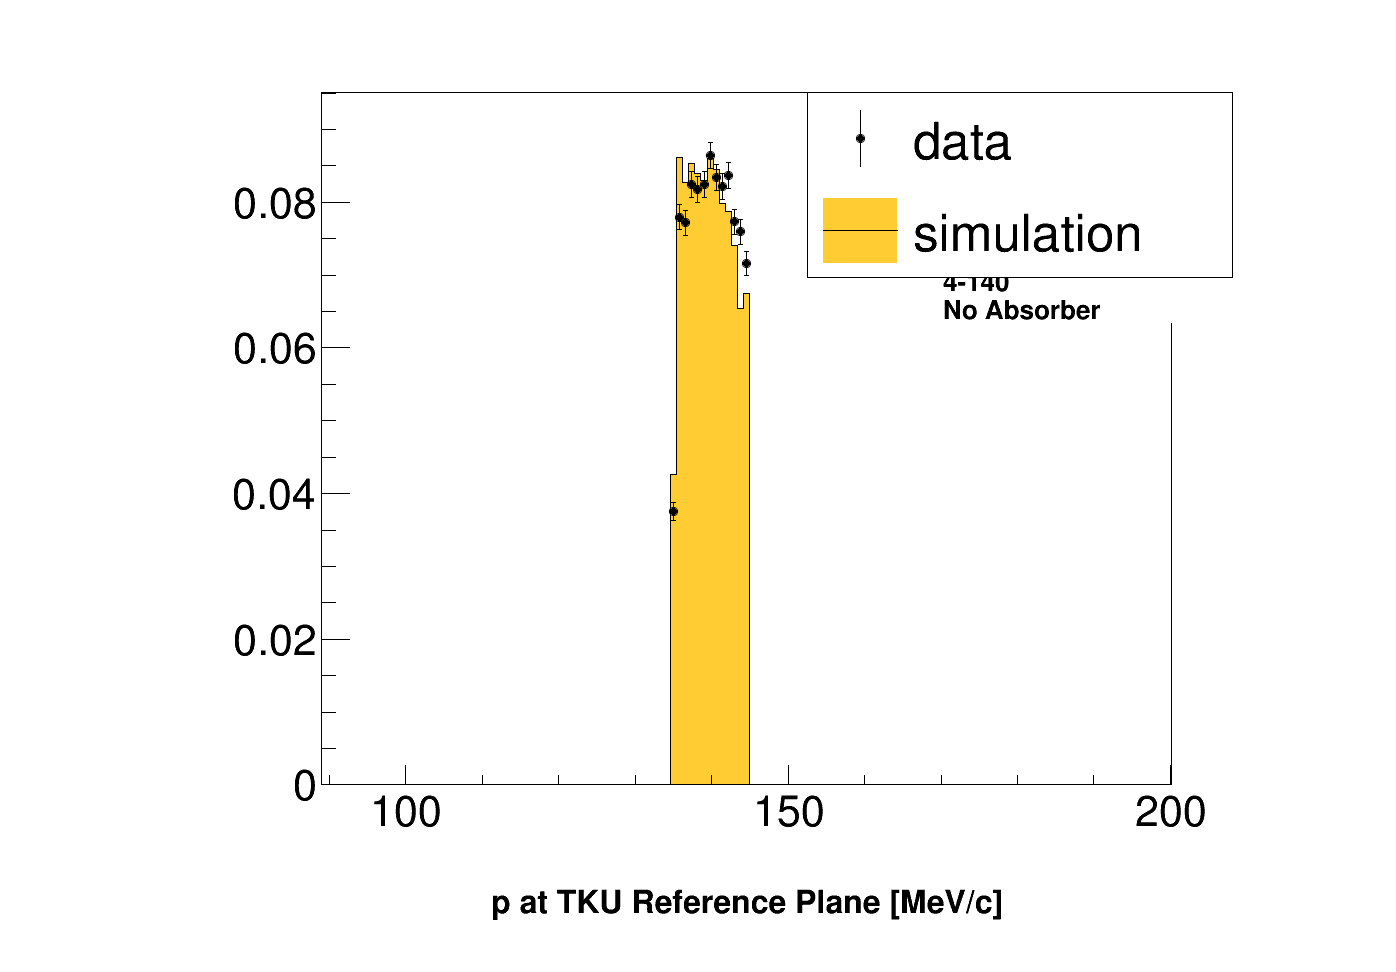 data
simulation
4-140
No Absorber
0.08
0.06
0.04
0.02
0
100 150 200
p at TKU Reference Plane [MeV/c]